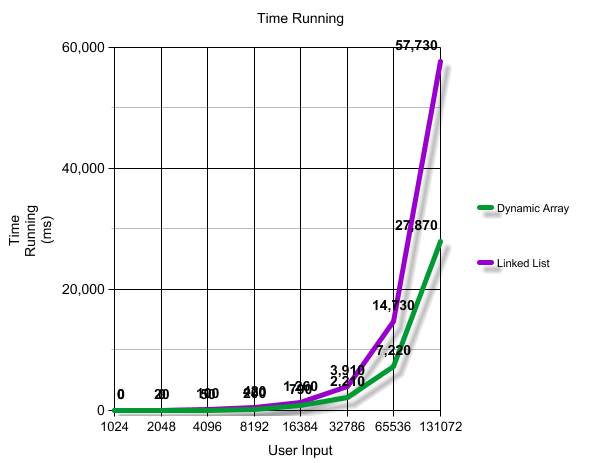 Time Running
60,000
40,000
20,000
0
Time
Running
(ms)
57,730
27,870
14,730
7,220
3,910
2,210
0
20
1024
2048
4096
8192
16384
32786
65536
131072
User Input
Dynamic Array
Linked List